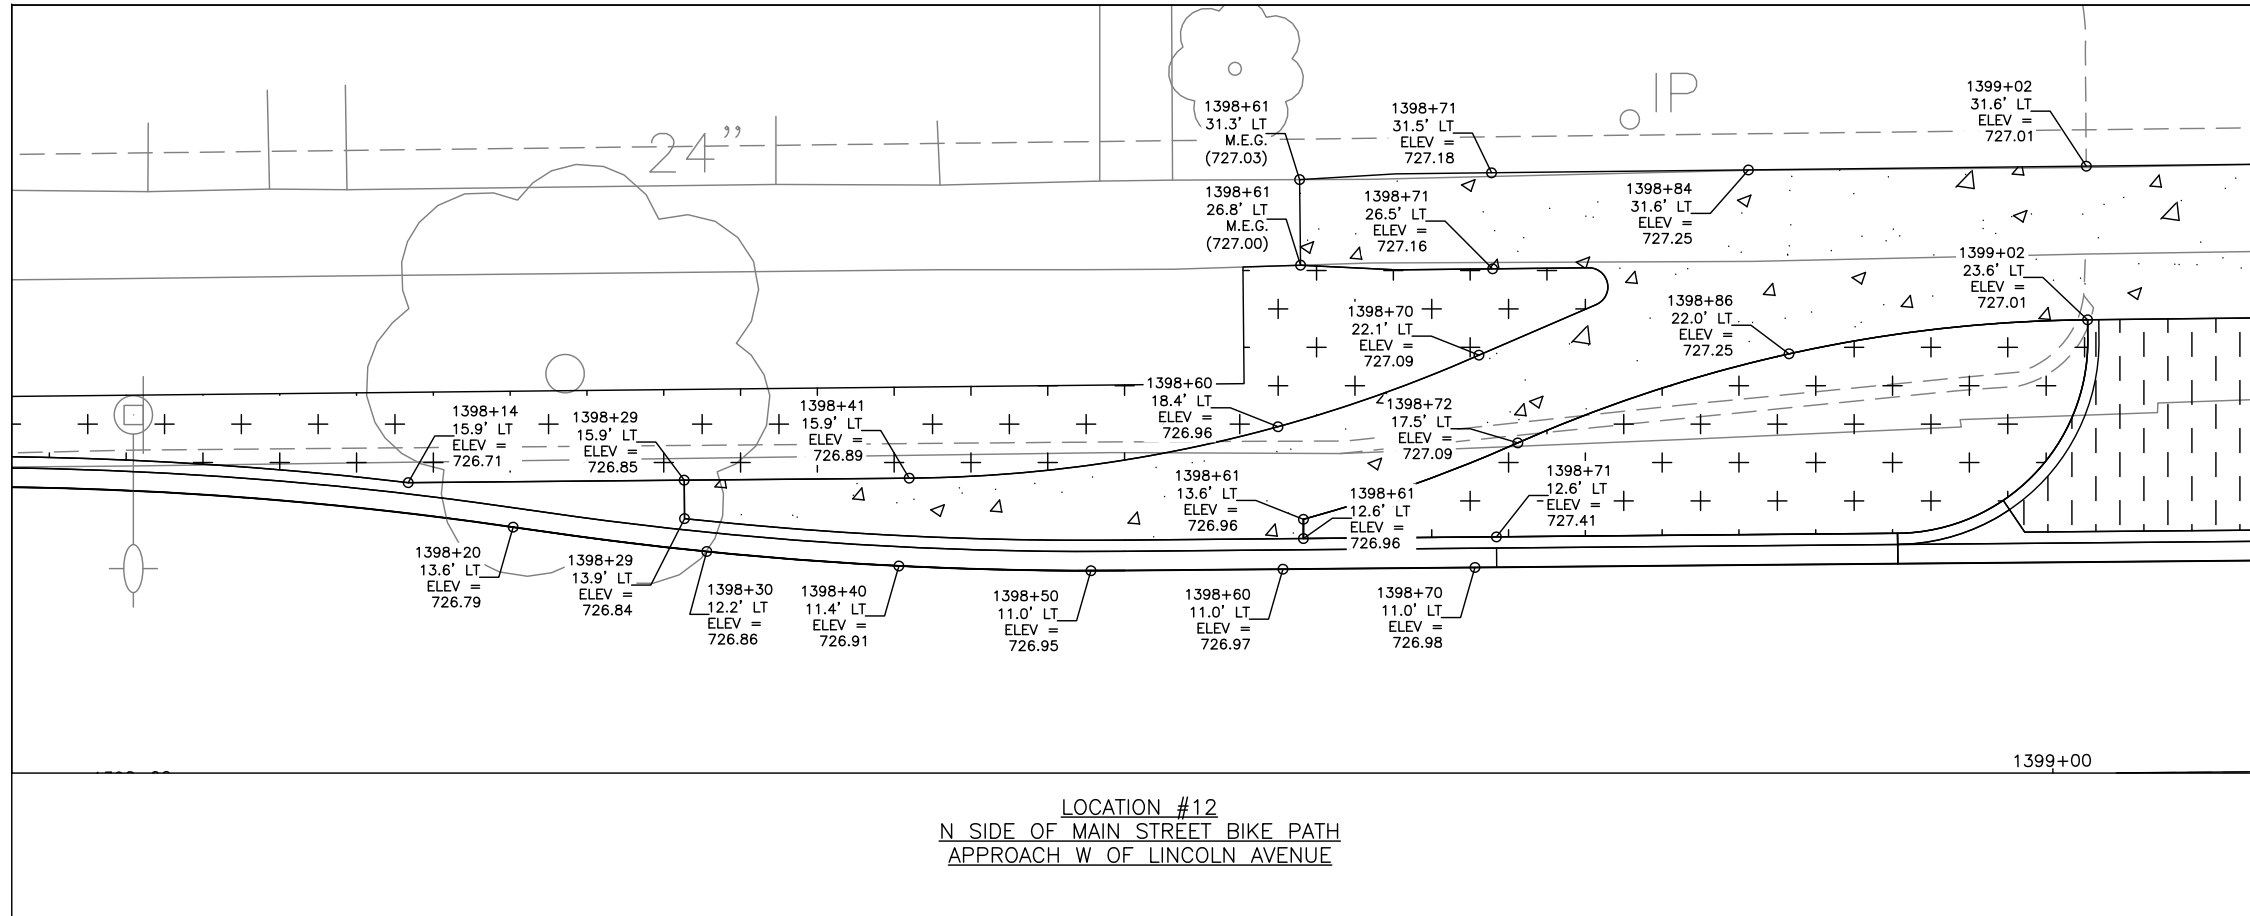 24"
IP
1398+61
31.3' LT
M.E.G.
(727.03)
1398+71
31.5' LT
ELEV =
727.18
1399+02
31.6' LT
ELEV =
727.01
1398+61
26.8' LT
M.E.G.
(727.00)
1398+71
26.5' LT
ELEV =
727.16
1398+84
31.6' LT
ELEV =
727.25
1399+02
23.6' LT
ELEV =
727.01
1398+70
22.1' LT
ELEV =
727.09
1398+86
22.0' LT
ELEV =
727.25
1398+14
15.9' LT
ELEV =
726.71
1398+29
15.9' LT
ELEV =
726.85
1398+41
15.9' LT
ELEV =
726.89
1398+60
18.4' LT
ELEV =
726.96
1398+72
17.5' LT
ELEV =
727.09
1398+61
13.6' LT
ELEV =
726.96
1398+61
12.6' LT
ELEV =
726.96
1398+71
12.6' LT
ELEV =
727.41
1398+20
13.6' LT
ELEV =
726.79
1398+29
13.9' LT
ELEV =
726.84
1398+30
12.2' LT
ELEV =
726.86
1398+40
11.4' LT
ELEV =
726.91
1398+50
11.0' LT
ELEV =
726.95
1398+60
11.0' LT
ELEV =
726.97
1398+70
11.0' LT
ELEV =
726.98
1399+00
LOCATION #12
N SIDE OF MAIN STREET BIKE PATH
APPROACH W OF LINCOLN AVENUE